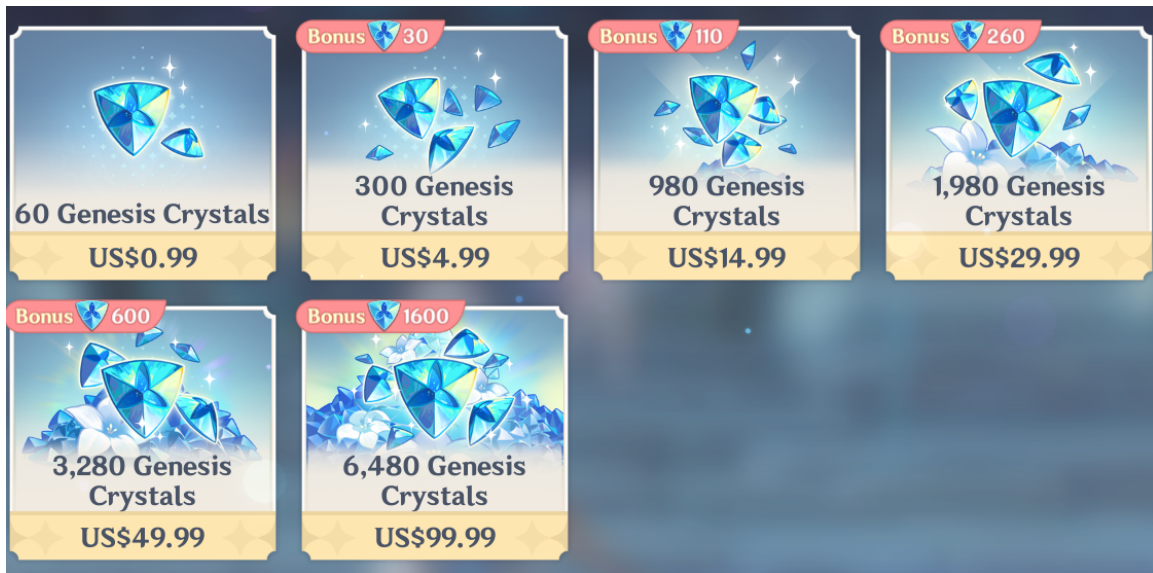 60 Genesis Crystals
US$0.99
Bonus 30
300 Genesis
Crystals
US$4.99
Bonus 110
980 Genesis
Crystals
US$14.99
Bonus 260
1,980 Genesis
Crystals
US$29.99
Bonus 600
3,280 Genesis
Crystals
US$49.99
Bonus 1600
6,480 Genesis
Crystals
US$99.99